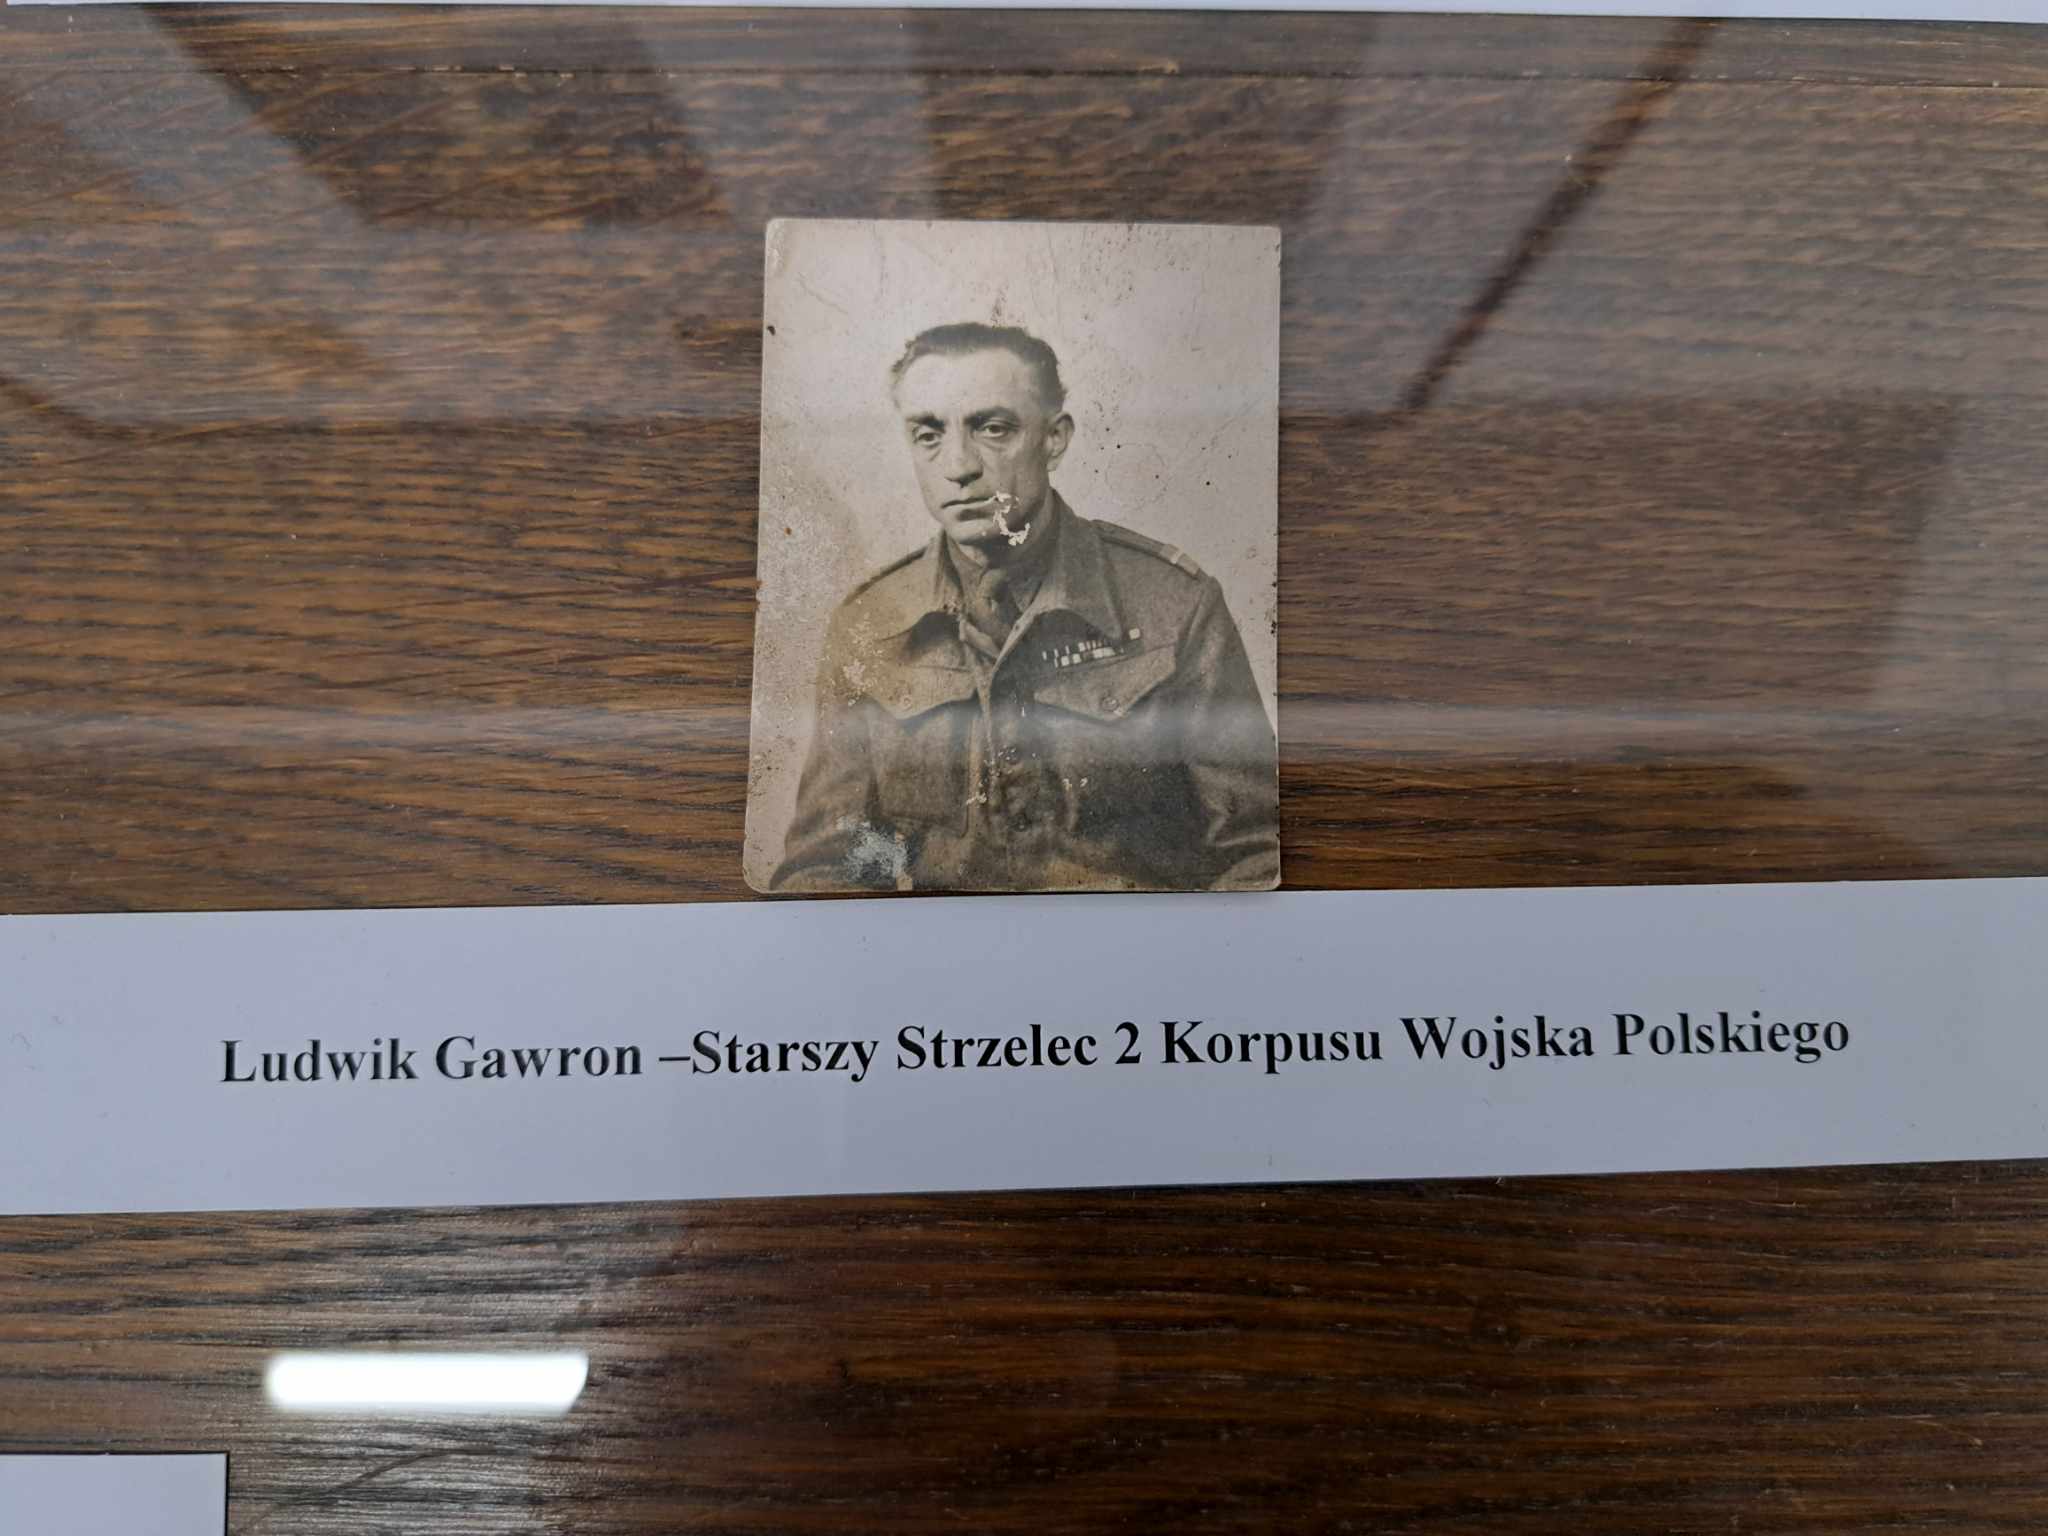 Ludwik Gawron –Starszy Strzelec 2 Korpusu Wojska Polskiego